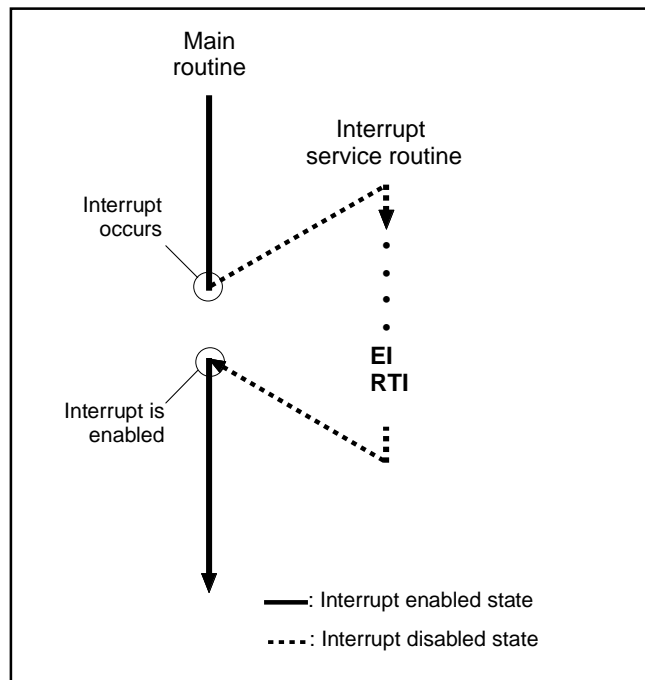 Main
routine
Interrupt
service routine
Interrupt
occurs
EI
RTI
Interrupt is
enabled
: Interrupt enabled state
: Interrupt disabled state